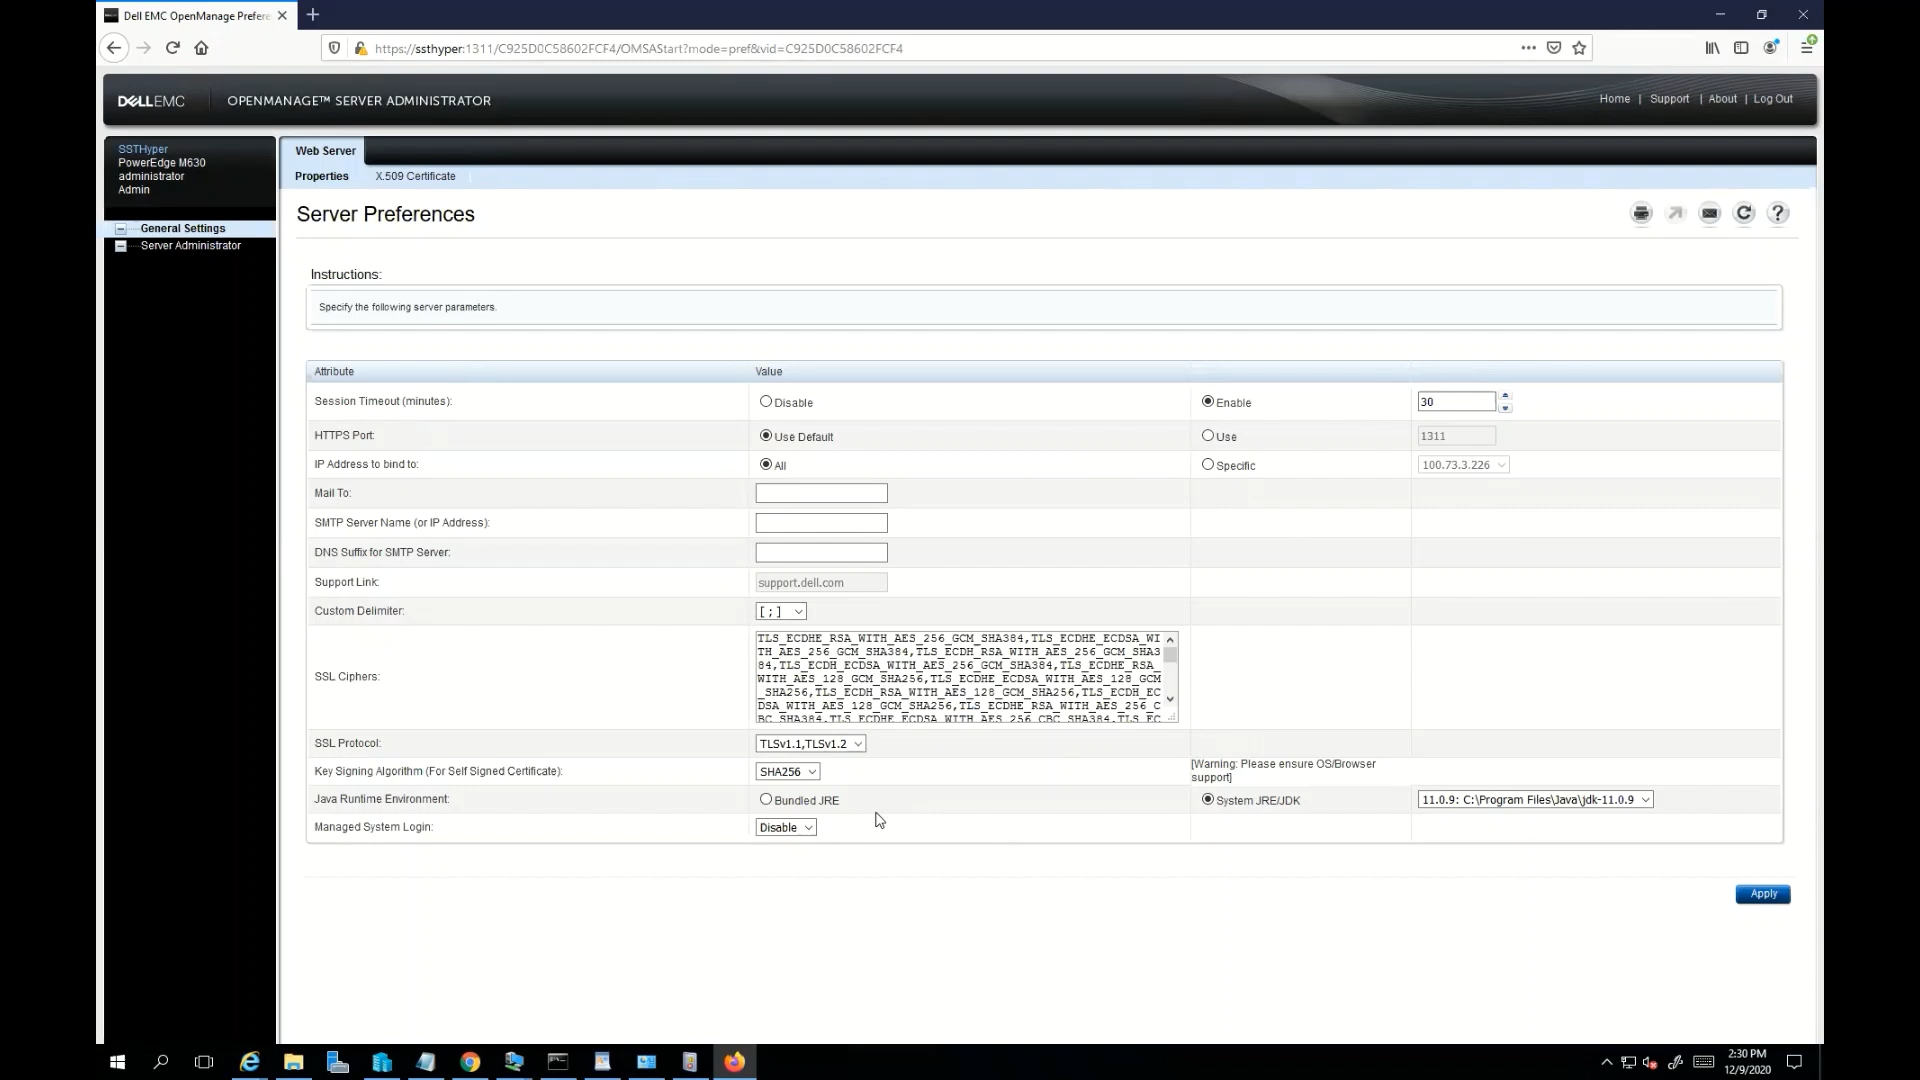 Dell EMC OpenManage Prefere
https://ssthyper:1311/C925D0C58602FCF4/OMSAStart?mode=pref&vid=C925D0C58602FCF4
DELLEMC OPENMANAGE™ SERVER ADMINISTRATOR
Home | Support | About | Log Out
SSTHyper
PowerEdge M630
administrator
Admin
General Settings
Server Administrator
Web Server
Properties X.509 Certificate
Server Preferences
Instructions:
Specify the following server parameters.
Attribute Value
Session Timeout (minutes): Disable Enable 30
HTTPS Port: Use Default Use 1311
IP Address to bind to: All Specific 100.73.3.226
Mail To:
SMTP Server Name (or IP Address):
DNS Suffix for SMTP Server:
Support Link: support.dell.com
Custom Delimiter: [ ; ]
SSL Ciphers:
TLS_ECDHE_RSA_WITH_AES_256_GCM_SHA384,TLS_ECDHE_ECDSA_WI
TH_AES_256_GCM_SHA384,TLS_ECDH_RSA_WITH_AES_256_GCM_SHA3
84,TLS_ECDH_ECDSA_WITH_AES_256_GCM_SHA384,TLS_ECDHE_RSA_
WITH_AES_128_GCM_SHA256,TLS_ECDHE_ECDSA_WITH_AES_128_GCM
_SHA256,TLS_ECDH_RSA_WITH_AES_128_GCM_SHA256,TLS_ECDH_EC
DSA_WITH_AES_128_GCM_SHA256,TLS_ECDHE_RSA_WITH_AES_256_C
BC_SHA384,TLS_ECDHE_ECDSA_WITH_AES_256_CBC_SHA384,TLS_EC
SSL Protocol: TLSv1.1,TLSv1.2
Key Signing Algorithm (For Self Signed Certificate): SHA256
[Warning: Please ensure OS/Browser
support]
Java Runtime Environment: Bundled JRE System JRE/JDK 11.0.9: C:\Program Files\Java\jdk-11.0.9
Managed System Login: Disable
Apply
2:30 PM
12/9/2020